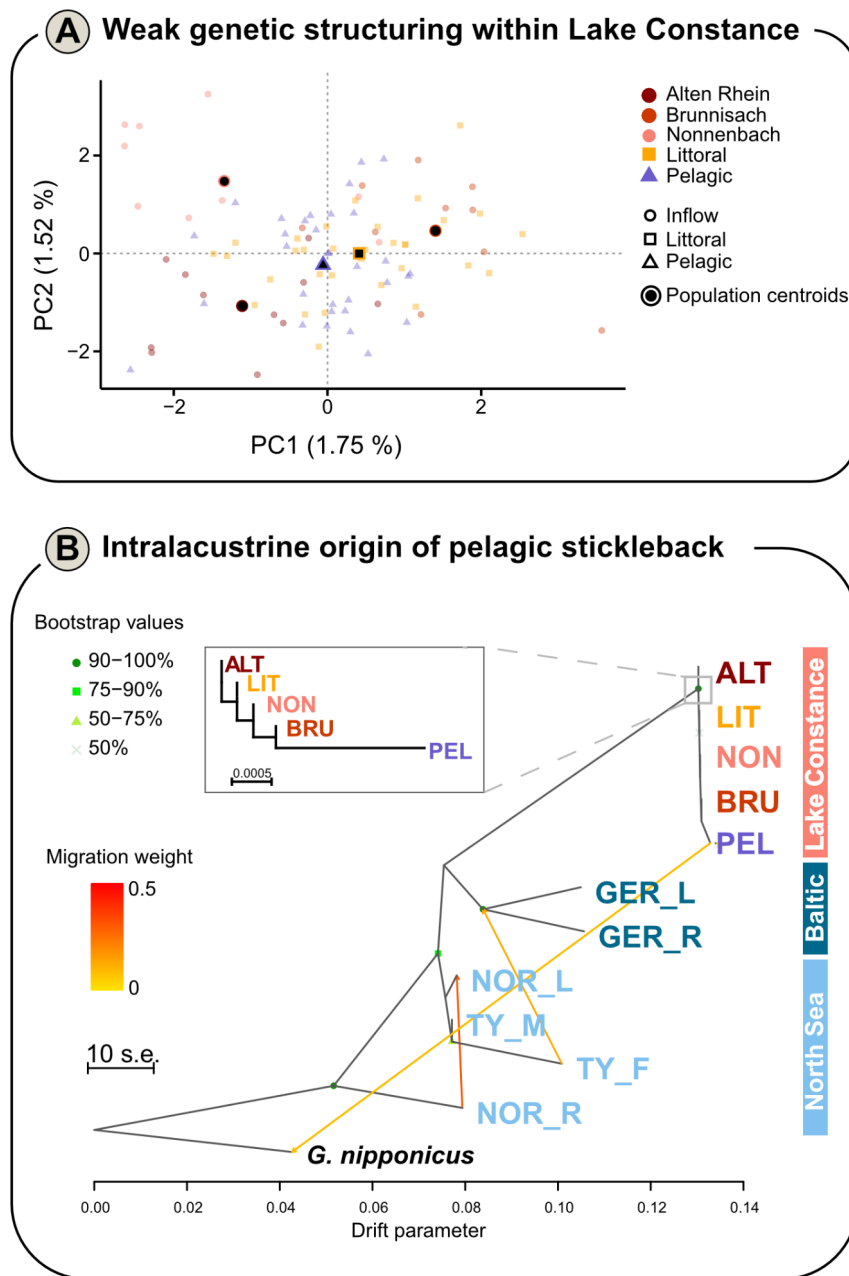 A Weak genetic structuring within Lake Constance
PC2 (1.52 %)
2
0
−2
−2
0
2
PC1 (1.75 %)
Alten Rhein
Brunnisach
Nonnenbach
Littoral
Pelagic
Inflow
Littoral
Pelagic
Population centroids
B Intralacustrine origin of pelagic stickleback
Bootstrap values
90−100%
75−90%
50−75%
50%
ALT
LIT
NON
BRU
PEL
0.0005
Migration weight
0.5
0
10 s.e.
ALT
LIT
NON
BRU
PEL
GER_L
GER_R
NOR_L
TY_M
TY_F
NOR_R
G. nipponicus
Lake Constance
Baltic
North Sea
0.00
0.02
0.04
0.06
0.08
0.10
0.12
0.14
Drift parameter